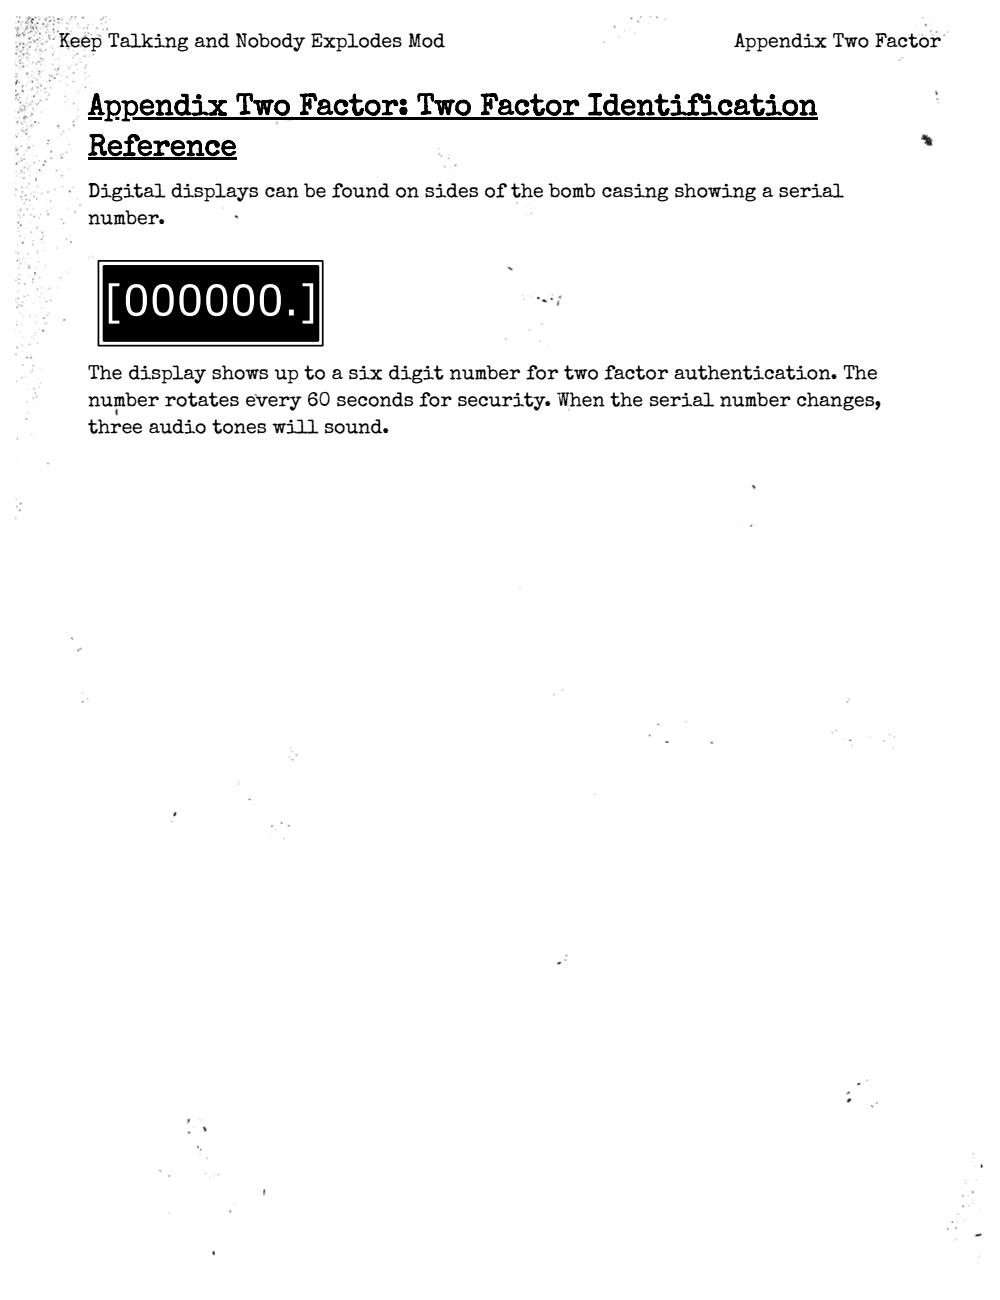 Keep Talking and Nobody Explodes Mod
Appendix Two Factor
Appendix Two Factor: Two Factor Identification
Reference
Digital displays can be found on sides of the bomb casing showing a serial
number.
[000000.]
The display shows up to a six digit number for two factor authentication. The
number rotates every 60 seconds for security. When the serial number changes,
three audio tones will sound.